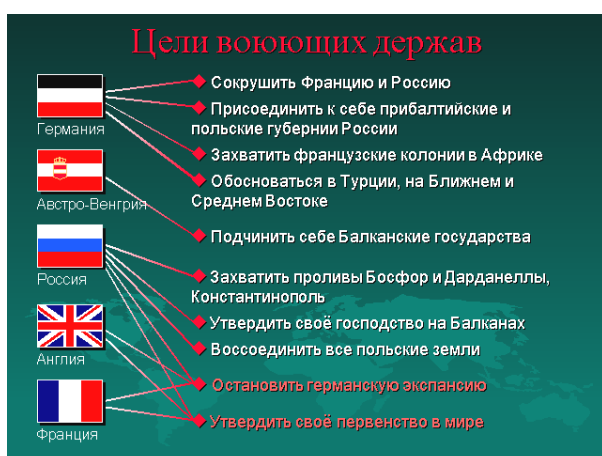 Цели воюющих держав
Германия
Сокрушить Францию и Россию
Присоединить к себе прибалтийские и
польские губернии России
Захватить французские колонии в Африке
Обосноваться в Турции, на Ближнем и
Среднем Востоке
Австро-Венгрия
Подчинить себе Балканские государства
Россия
Захватить проливы Босфор и Дарданеллы,
Константинополь
Утвердить своё господство на Балканах
Воссоединить все польские земли
Англия
Остановить германскую экспансию
Утвердить своё первенство в мире
Франция